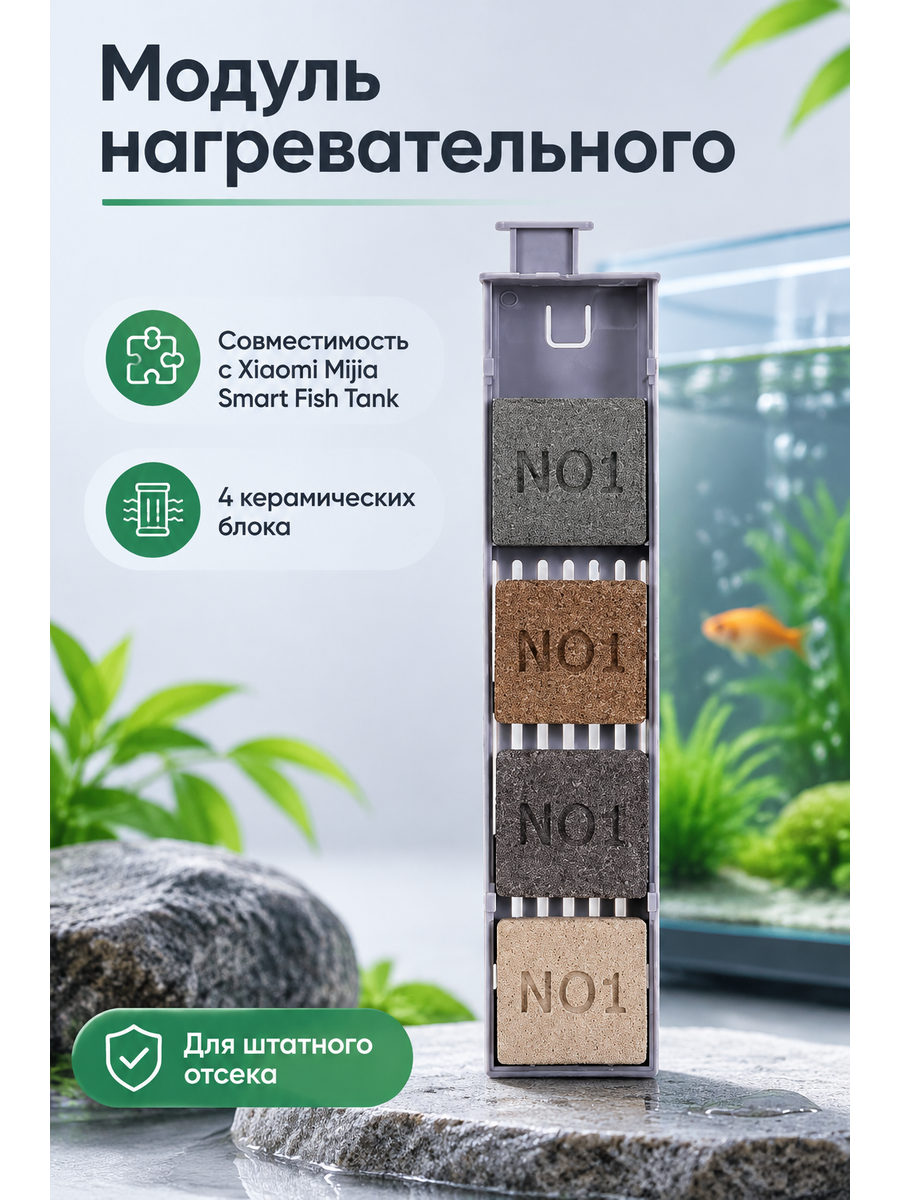 Модуль
нагревательного
Совместимость
с Xiaomi Mijia
Smart Fish Tank
4 керамических
блока
NO1
NO1
NO1
NO1
Для штатного
отсека